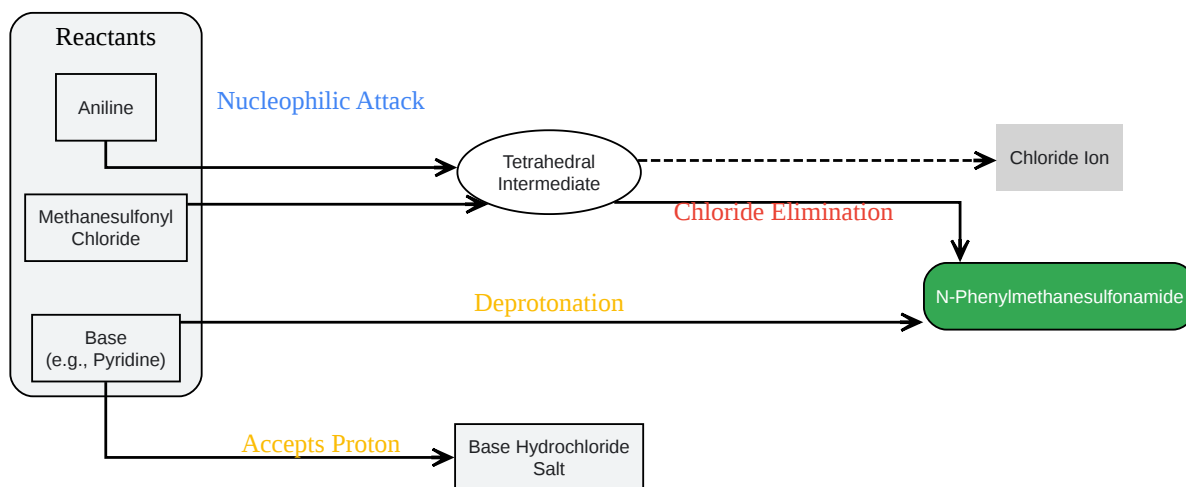 Reactants
Aniline
Nucleophilic Attack
Tetrahedral
Intermediate
Chloride Ion
Methanesulfonyl
Chloride
Chloride Elimination
N-Phenylmethanesulfonamide
Deprotonation
Base
(e.g., Pyridine)
Accepts Proton
Base Hydrochloride
Salt